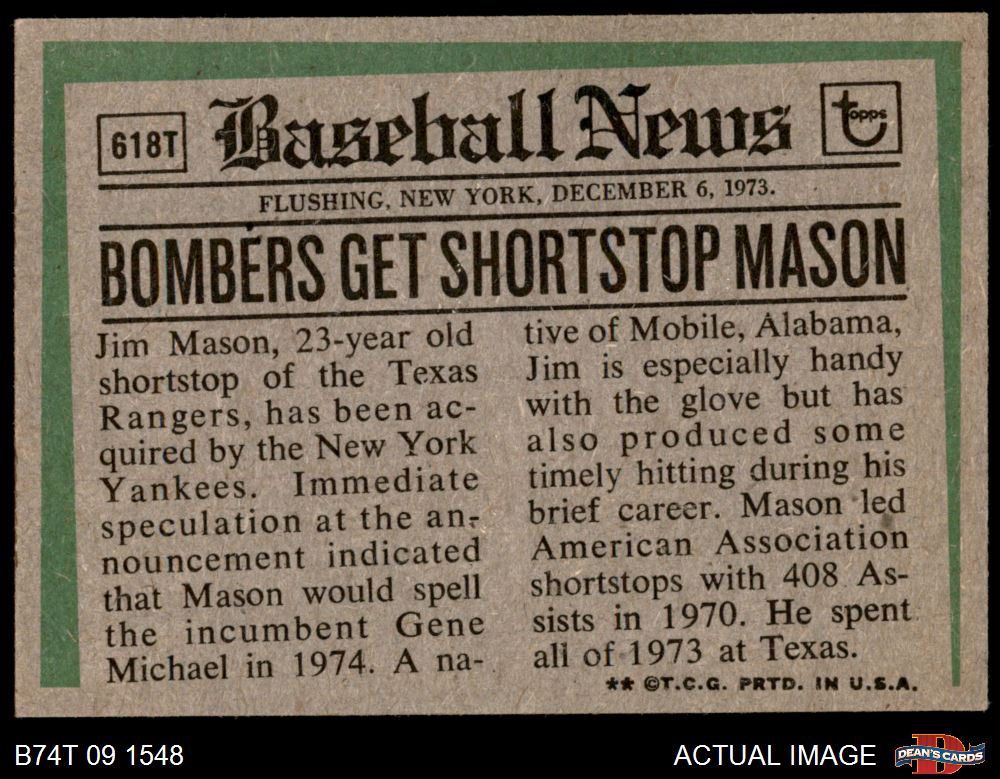 618T
Baseball News
topps
FLUSHING, NEW YORK, DECEMBER 6, 1973.
BOMBERS GET SHORTSTOP MASON
Jim Mason, 23-year old
shortstop of the Texas
Rangers, has been ac-
quired by the New York
Yankees. Immediate
speculation at the an-
nouncement indicated
that Mason would spell
the incumbent Gene
Michael in 1974. A na-
tive of Mobile, Alabama,
Jim is especially handy
with the glove but has
also produced some
timely hitting during his
brief career. Mason led
American Association
shortstops with 408 As-
sists in 1970. He spent
all of 1973 at Texas.
** ©T.C.G. PRTD. IN U.S.A.
B74T 09 1548
ACTUAL IMAGE
D
DEAN'S CARDS